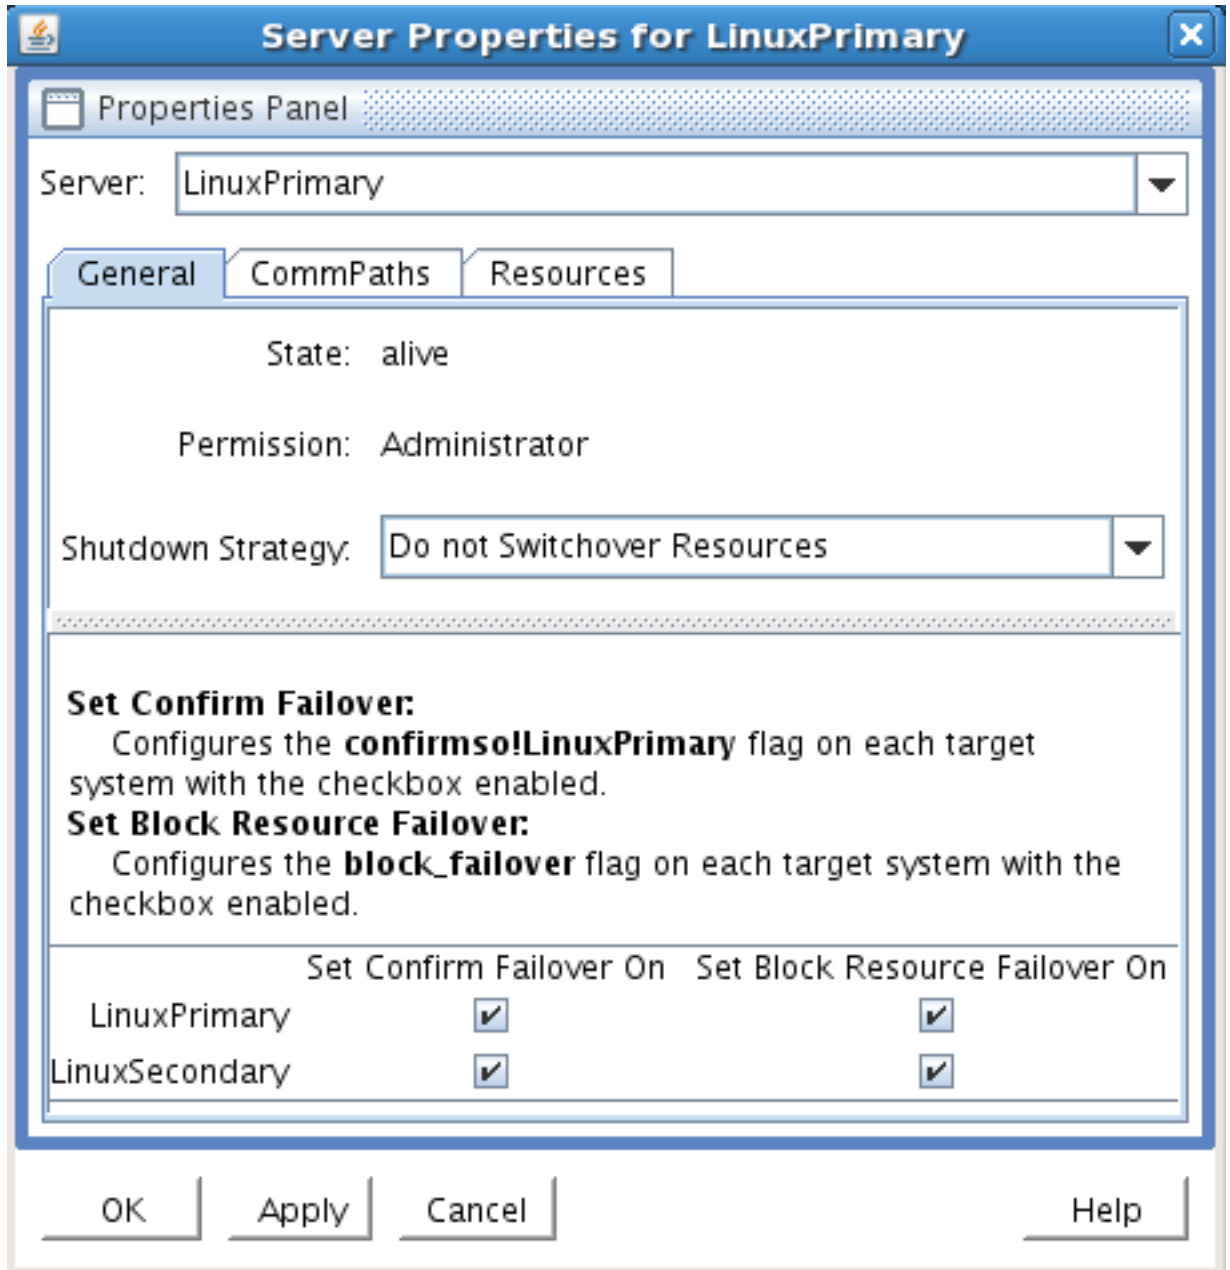 Server Properties for LinuxPrimary
Properties Panel
Server: LinuxPrimary
General CommPaths Resources
State: alive
Permission: Administrator
Shutdown Strategy: Do not Switchover Resources
Set Confirm Failover:
Configures the confirmso!LinuxPrimary flag on each target
system with the checkbox enabled.
Set Block Resource Failover:
Configures the block_failover flag on each target system with the
checkbox enabled.
Set Confirm Failover On Set Block Resource Failover On
LinuxPrimary
LinuxSecondary
OK Apply Cancel Help